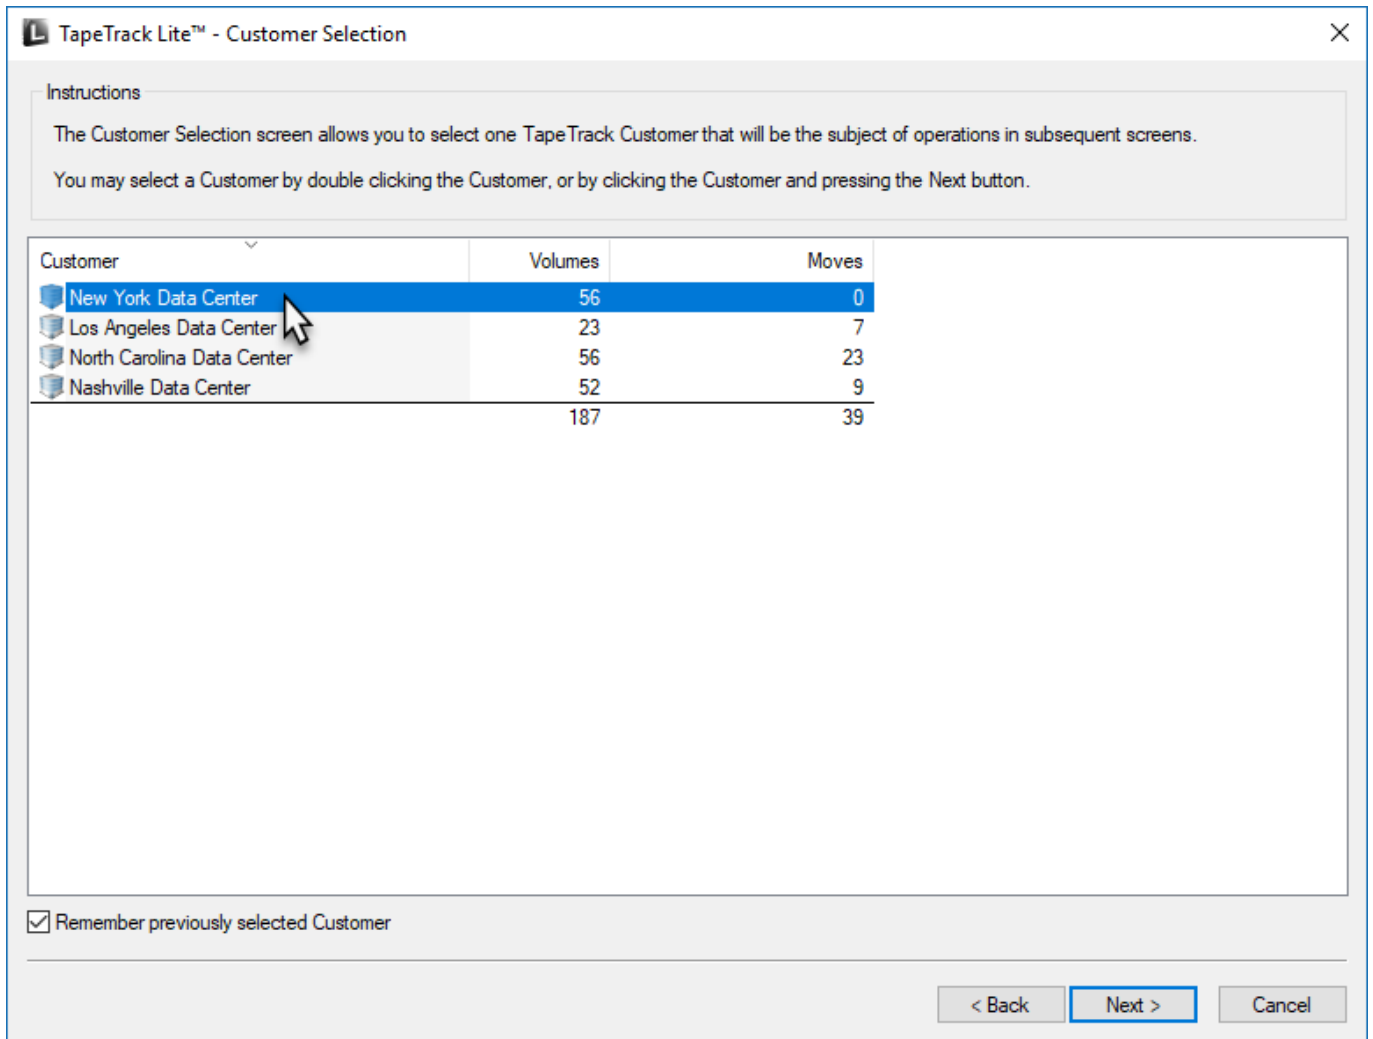 TapeTrack Lite™ - Customer Selection
Instructions
The Customer Selection screen allows you to select one TapeTrack Customer that will be the subject of operations in subsequent screens.
You may select a Customer by double clicking the Customer, or by clicking the Customer and pressing the Next button.
Customer Volumes Moves
New York Data Center 56 0
Los Angeles Data Center 23 7
North Carolina Data Center 56 23
Nashville Data Center 52 9
187 39
Remember previously selected Customer
< Back Next > Cancel